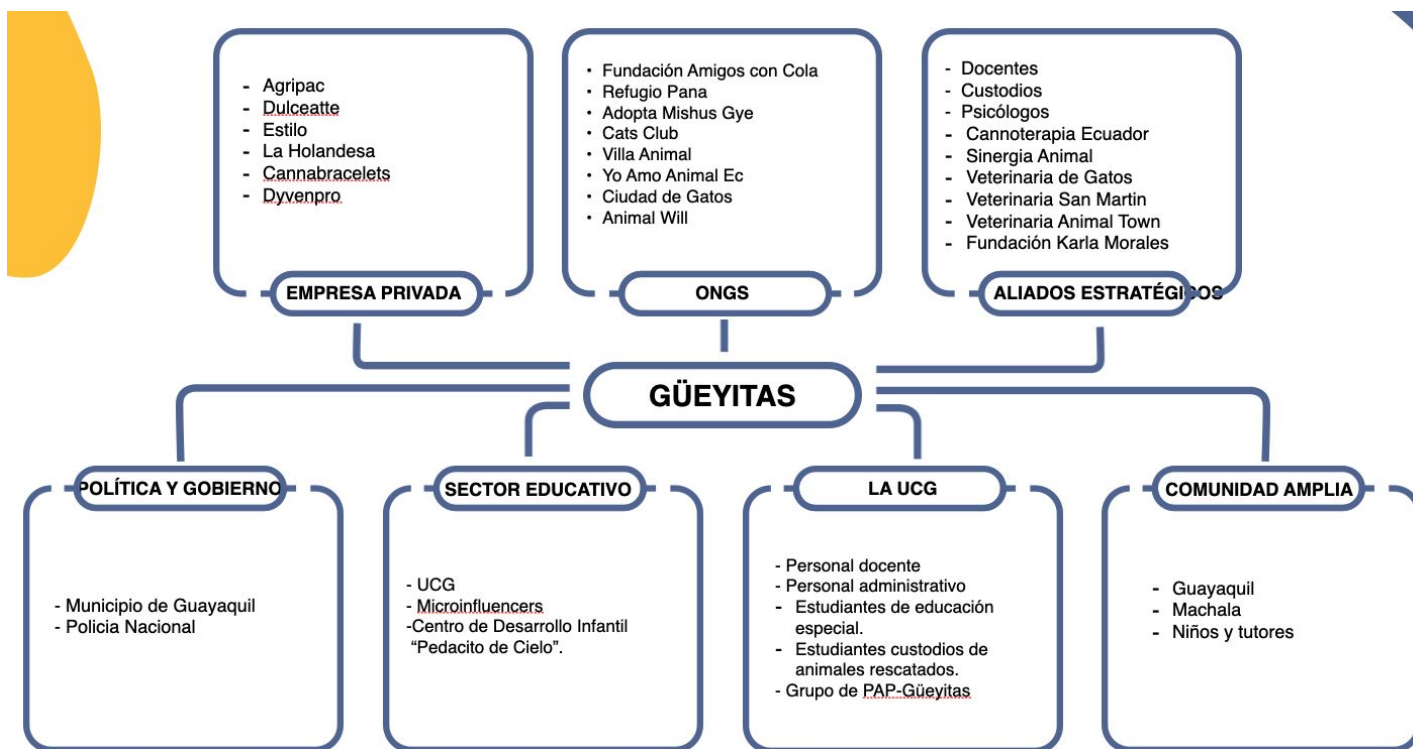 - Agripac
- Dulceatte
- Estilo
- La Holandesa
- Cannabracelets
- Dyvenpro
EMPRESA PRIVADA
• Fundación Amigos con Cola
• Refugio Pana
• Adopta Mishus Gye
• Cats Club
• Villa Animal
• Yo Amo Animal Ec
• Ciudad de Gatos
• Animal Will
ONGS
- Docentes
- Custodios
- Psicólogos
- Cannoterapia Ecuador
- Sinergia Animal
- Veterinaria de Gatos
- Veterinaria San Martin
- Veterinaria Animal Town
- Fundación Karla Morales
ALIADOS ESTRATÉGICOS
GÜEYITAS
POLÍTICA Y GOBIERNO
- Municipio de Guayaquil
- Policia Nacional
SECTOR EDUCATIVO
- UCG
- Microinfluencers
-Centro de Desarrollo Infantil
“Pedacito de Cielo”.
LA UCG
- Personal docente
- Personal administrativo
- Estudiantes de educación
especial.
- Estudiantes custodios de
animales rescatados.
- Grupo de PAP-Güeyitas
COMUNIDAD AMPLIA
- Guayaquil
- Machala
- Niños y tutores